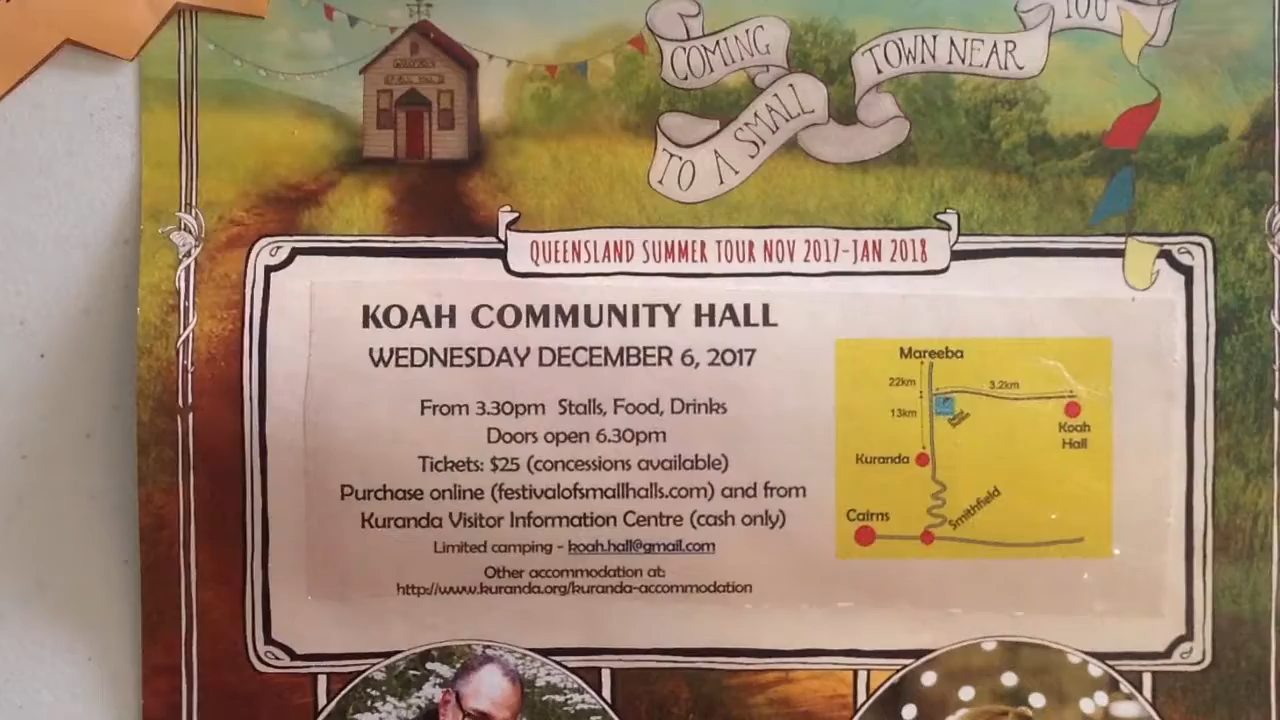 COMING
TO A SMALL
TOWN NEAR
YOU
QUEENSLAND SUMMER TOUR NOV 2017-JAN 2018
KOAH COMMUNITY HALL
WEDNESDAY DECEMBER 6, 2017
From 3.30pm Stalls, Food, Drinks
Doors open 6.30pm
Tickets: $25 (concessions available)
Purchase online (festivalofsmallhalls.com) and from
Kuranda Visitor Information Centre (cash only)
Limited camping - koah.hall@gmail.com
Other accommodation at:
http://www.kuranda.org/kuranda-accommodation
Mareeba
22km
3.2km
13km
Koah
Hall
Kuranda
Smithfield
Cairns